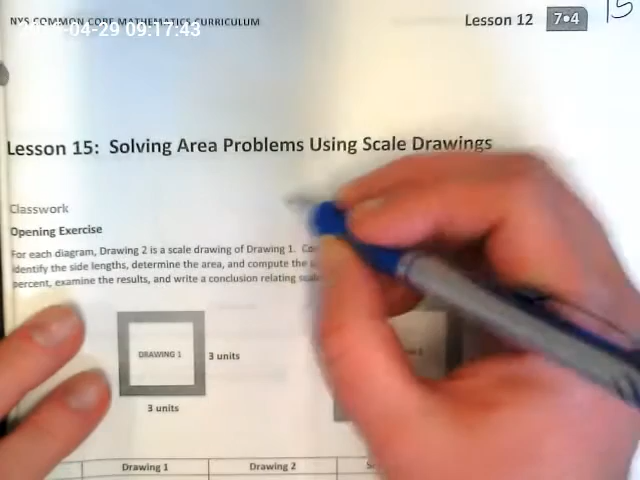 NYS COMMON CORE MATHEMATICS CURRICULUM
Lesson 12 7•4
15
04-29 09:17:43
Lesson 15: Solving Area Problems Using Scale Drawings
Classwork
Opening Exercise
For each diagram, Drawing 2 is a scale drawing of Drawing 1.
identify the side lengths, determine the area, and compute the
percent, examine the results, and write a conclusion relating
DRAWING 1
3 units
3 units
Drawing 1 Drawing 2